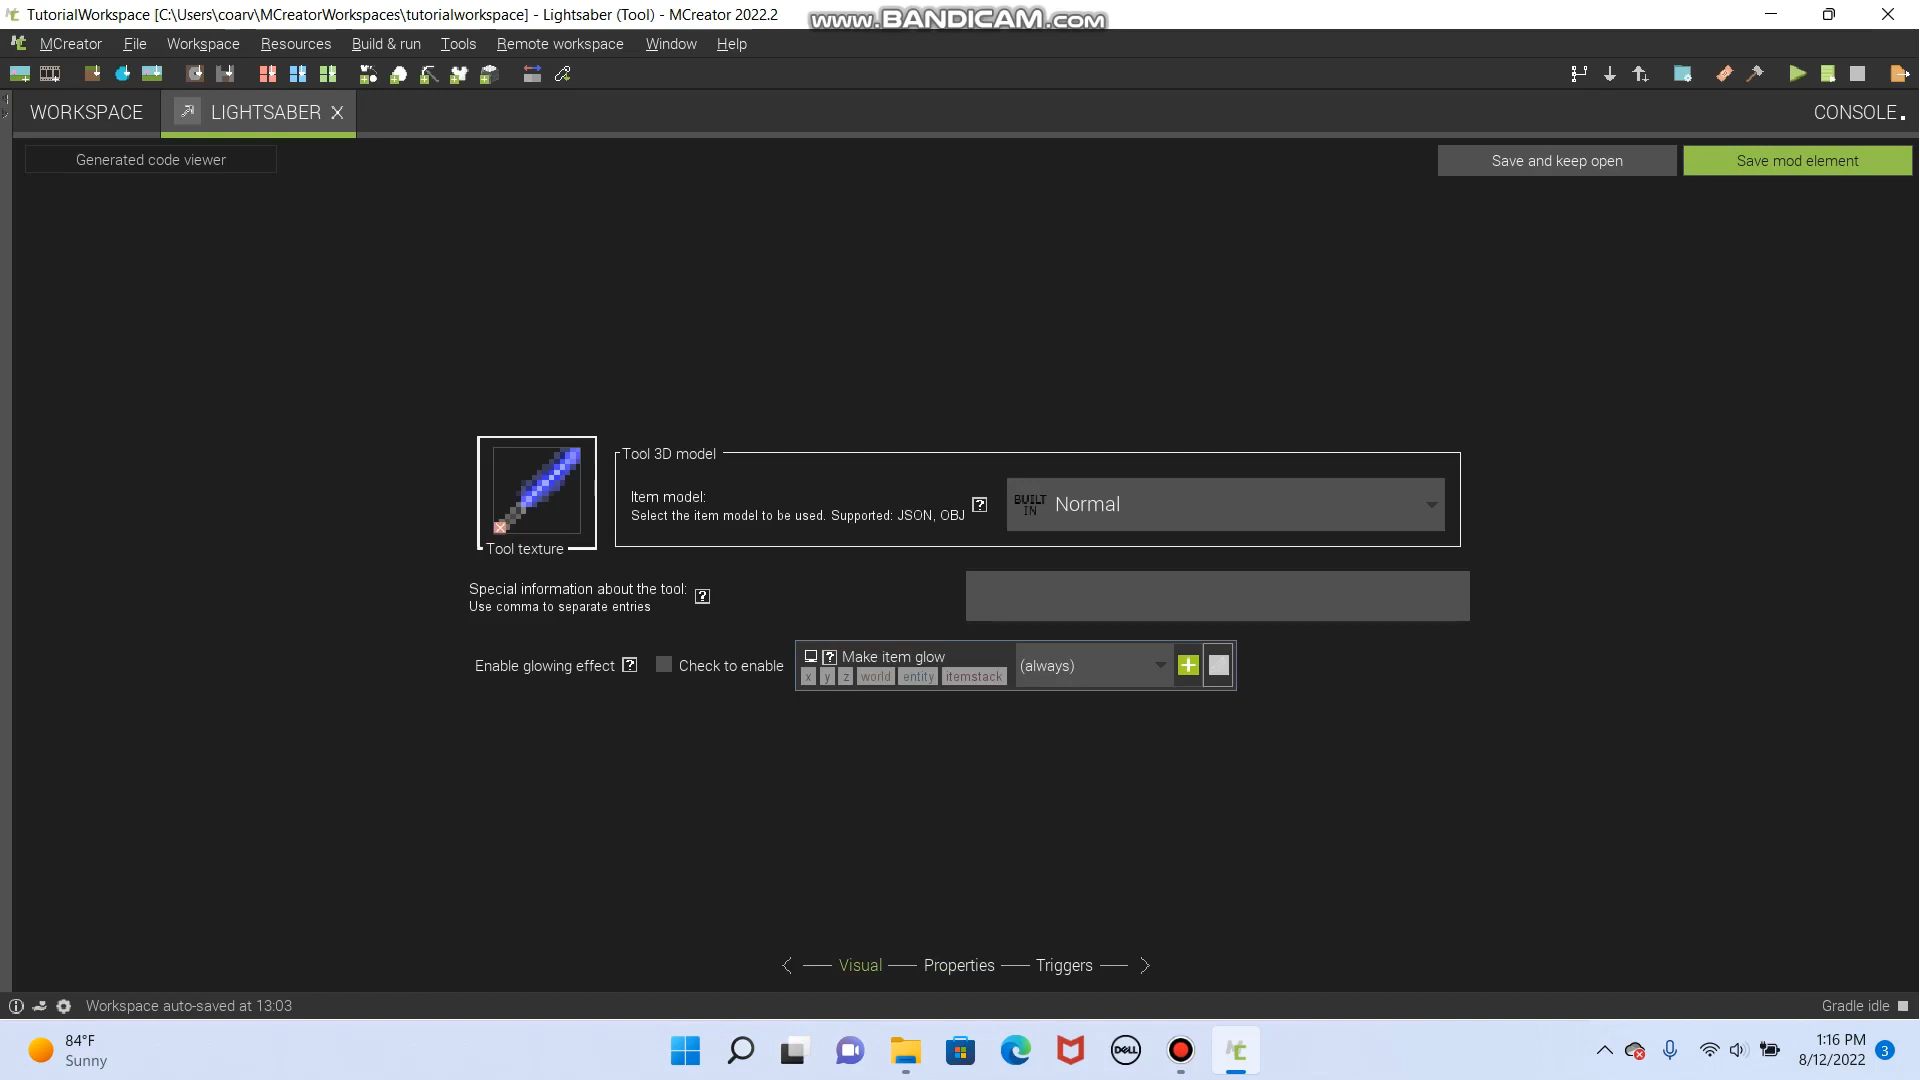 TutorialWorkspace [C:\Users\coarv\MCreatorWorkspaces\tutorialworkspace] - Lightsaber (Tool) - MCreator 2022.2
www.BANDICAM.com
MCreator File Workspace Resources Build & run Tools Remote workspace Window Help
WORKSPACE LIGHTSABER CONSOLE
Generated code viewer
Save and keep open
Save mod element
Tool texture
Tool 3D model
Item model:
Select the item model to be used. Supported: JSON, OBJ
BUILT IN
Normal
Special information about the tool:
Use comma to separate entries
Enable glowing effect
Check to enable
Make item glow
x y z world entity itemstack
(always)
Visual Properties Triggers
Workspace auto-saved at 13:03
Gradle idle
84°F
Sunny
DELL
1:16 PM
8/12/2022
3